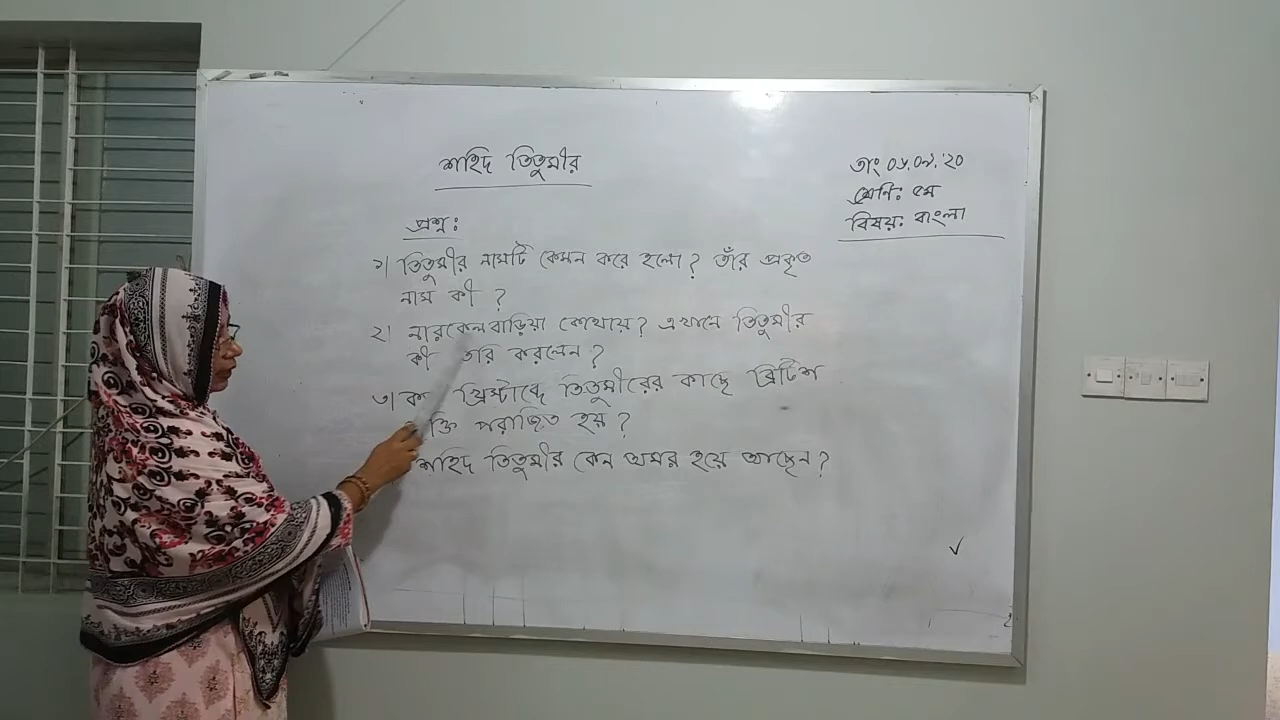 শহিদ তিতুমীর
তাং ০৯.০৭.'২০
শ্রেণি: ৫ম
বিষয়: বাংলা
প্রশ্ন:
১। তিতুমীর নামটি কেমন করে হলো? তাঁর প্রকৃত
নাম কী?
২। নারকেলবাড়িয়া কোথায়? এখানে তিতুমীর
কী করলেন?
৩। খ্রিস্টাব্দে তিতুমীরের কাছে ব্রিটিশ
পরাজিত হয়?
শহিদ তিতুমীর কেন অমর হয়ে আছেন?